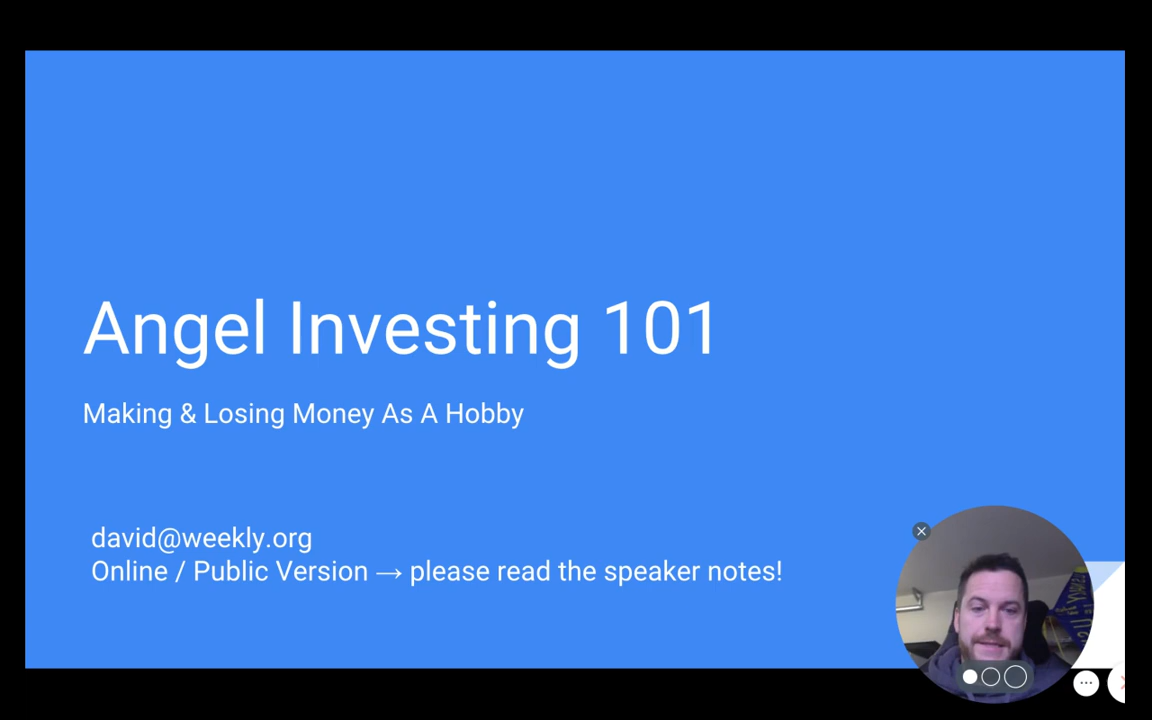 Angel Investing 101
Making & Losing Money As A Hobby
david@weekly.org
Online / Public Version → please read the speaker notes!